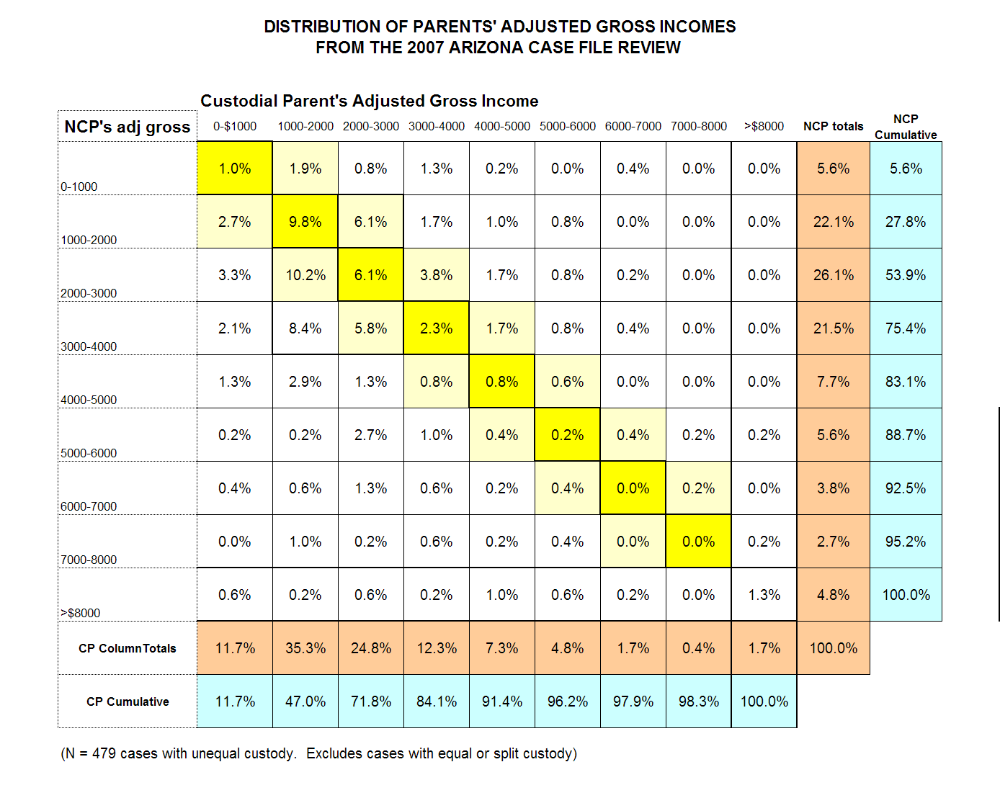 DISTRIBUTION OF PARENTS' ADJUSTED GROSS INCOMES
FROM THE 2007 ARIZONA CASE FILE REVIEW
Custodial Parent's Adjusted Gross Income
NCP's adj gross 0-$1000 1000-2000 2000-3000 3000-4000 4000-5000 5000-6000 6000-7000 7000-8000 >$8000 NCP totals NCP Cumulative
0-1000 1.0% 1.9% 0.8% 1.3% 0.2% 0.0% 0.4% 0.0% 0.0% 5.6% 5.6%
1000-2000 2.7% 9.8% 6.1% 1.7% 1.0% 0.8% 0.0% 0.0% 0.0% 22.1% 27.8%
2000-3000 3.3% 10.2% 6.1% 3.8% 1.7% 0.8% 0.2% 0.0% 0.0% 26.1% 53.9%
3000-4000 2.1% 8.4% 5.8% 2.3% 1.7% 0.8% 0.4% 0.0% 0.0% 21.5% 75.4%
4000-5000 1.3% 2.9% 1.3% 0.8% 0.8% 0.6% 0.0% 0.0% 0.0% 7.7% 83.1%
5000-6000 0.2% 0.2% 2.7% 1.0% 0.4% 0.2% 0.4% 0.2% 0.2% 5.6% 88.7%
6000-7000 0.4% 0.6% 1.3% 0.6% 0.2% 0.4% 0.0% 0.2% 0.0% 3.8% 92.5%
7000-8000 0.0% 1.0% 0.2% 0.6% 0.2% 0.4% 0.0% 0.0% 0.2% 2.7% 95.2%
>$8000 0.6% 0.2% 0.6% 0.2% 1.0% 0.6% 0.2% 0.0% 1.3% 4.8% 100.0%
CP ColumnTotals 11.7% 35.3% 24.8% 12.3% 7.3% 4.8% 1.7% 0.4% 1.7% 100.0%
CP Cumulative 11.7% 47.0% 71.8% 84.1% 91.4% 96.2% 97.9% 98.3% 100.0%
(N = 479 cases with unequal custody.  Excludes cases with equal or split custody)